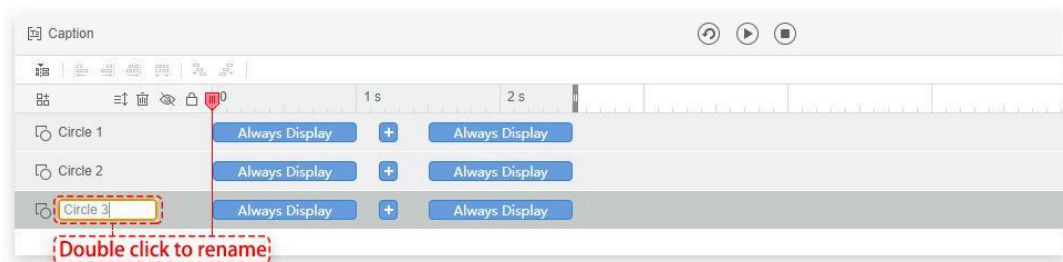 Caption
0 1 s 2 s
Circle 1 Always Display + Always Display
Circle 2 Always Display + Always Display
Circle 3 Always Display + Always Display
Double click to rename